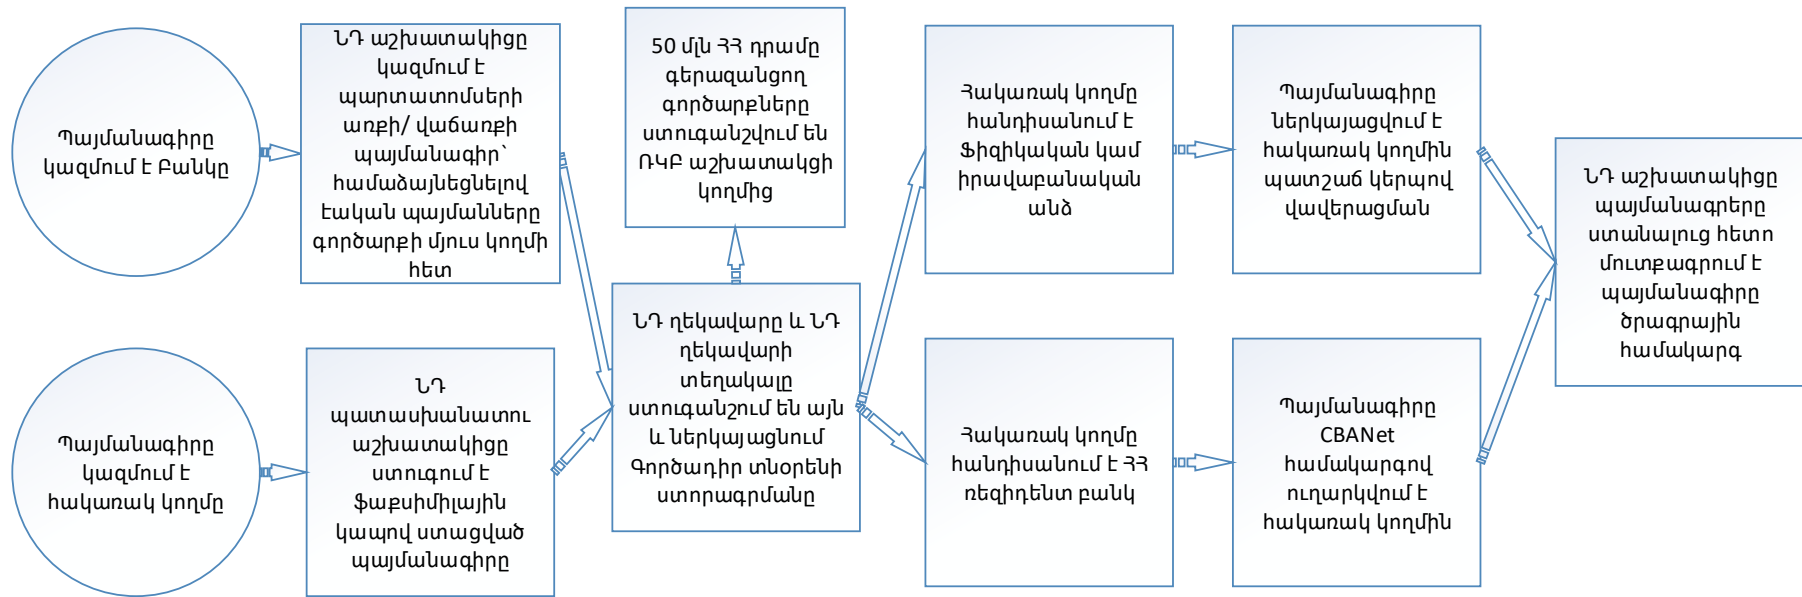 Պայմանագիրը
կազմում է Բանկը
ՆԴ աշխատակիցը
կազմում է
պարտատոմսերի
առքի/ վաճառքի
պայմանագիր՝
համաձայնեցնելով
էական պայմանները
գործարքի մյուս կողմի
հետ
50 մլն ՀՀ դրամը
գերազանցող
գործարքները
ստուգանշվում են
ՌԿԲ աշխատակցի
կողմից
Հակառակ կողմը
հանդիսանում է
Ֆիզիկական կամ
իրավաբանական
անձ
Պայմանագիրը
ներկայացվում է
հակառակ կողմին
պատշաճ կերպով
վավերացման
ՆԴ աշխատակիցը
պայմանագրերը
ստանալուց հետո
մուտքագրում է
պայմանագիրը
ծրագրային
համակարգ
Պայմանագիրը
կազմում է
հակառակ կողմը
ՆԴ
պատասխանատու
աշխատակիցը
ստուգում է
ֆաքսիմիլային
կապով ստացված
պայմանագիրը
ՆԴ ղեկավարը և ՆԴ
ղեկավարի
տեղակալը
ստուգանշում են այն
և ներկայացնում
Գործադիր տնօրենի
ստորագրմանը
Հակառակ կողմը
հանդիսանում է ՀՀ
ռեզիդենտ բանկ
Պայմանագիրը
CBANet
համակարգով
ուղարկվում է
հակառակ կողմին